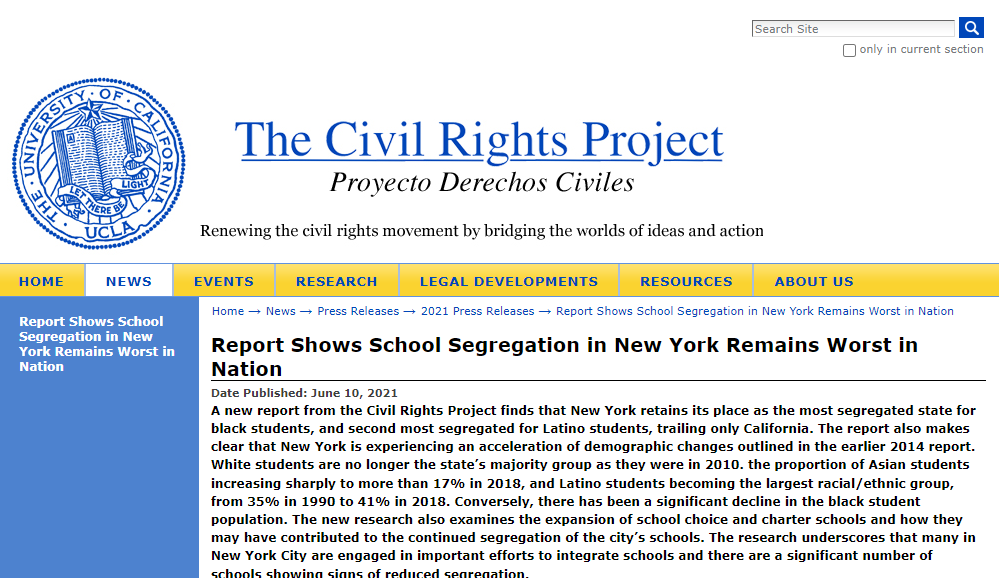 Search Site
only in current section
THE · UNIVERSITY · OF · CALIFORNIA · UCLA ·
LET THERE BE LIGHT
The Civil Rights Project
Proyecto Derechos Civiles
Renewing the civil rights movement by bridging the worlds of ideas and action
HOME NEWS EVENTS RESEARCH LEGAL DEVELOPMENTS RESOURCES ABOUT US
Report Shows School
Segregation in New
York Remains Worst in
Nation
Home → News → Press Releases → 2021 Press Releases → Report Shows School Segregation in New York Remains Worst in Nation
Report Shows School Segregation in New York Remains Worst in
Nation
Date Published: June 10, 2021
A new report from the Civil Rights Project finds that New York retains its place as the most segregated state for
black students, and second most segregated for Latino students, trailing only California. The report also makes
clear that New York is experiencing an acceleration of demographic changes outlined in the earlier 2014 report.
White students are no longer the state’s majority group as they were in 2010. the proportion of Asian students
increasing sharply to more than 17% in 2018, and Latino students becoming the largest racial/ethnic group,
from 35% in 1990 to 41% in 2018. Conversely, there has been a significant decline in the black student
population. The new research also examines the expansion of school choice and charter schools and how they
may have contributed to the continued segregation of the city’s schools. The research underscores that many in
New York City are engaged in important efforts to integrate schools and there are a significant number of
schools showing signs of reduced segregation.